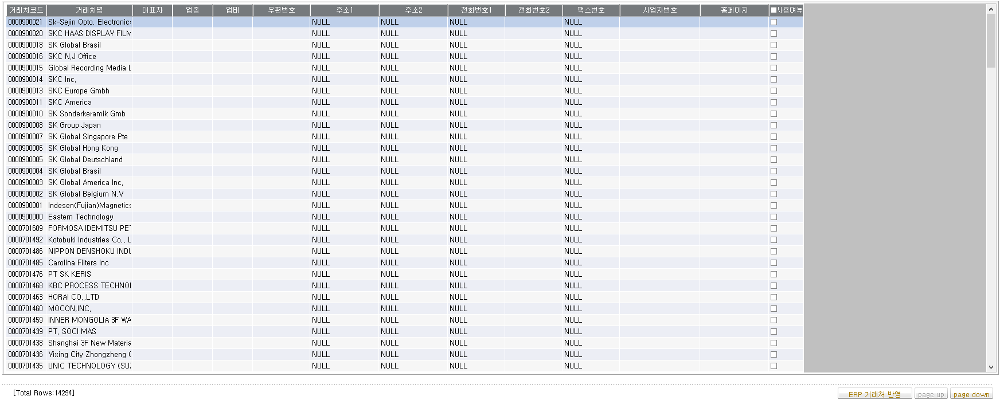 거래처코드 거래처명 대표자 업종 업태 우편번호 주소1 주소2 전화번호1 전화번호2 팩스번호 사업자번호 홈페이지 사용여부
0000900021 Sk-Sejin Opto, Electronics NULL NULL NULL NULL
0000900020 SKC HAAS DISPLAY FILM NULL NULL NULL NULL
0000900018 SK Global Brasil NULL NULL NULL NULL
0000900016 SKC N.J Office NULL NULL NULL NULL
0000900015 Global Recording Media L NULL NULL NULL NULL
0000900014 SKC Inc. NULL NULL NULL NULL
0000900013 SKC Europe Gmbh NULL NULL NULL NULL
0000900011 SKC America NULL NULL NULL NULL
0000900010 SK Sonderkeramik Gmb NULL NULL NULL NULL
0000900008 SK Group Japan NULL NULL NULL NULL
0000900007 SK Global Singapore Pte NULL NULL NULL NULL
0000900006 SK Global Hong Kong NULL NULL NULL NULL
0000900005 SK Global Deutschland NULL NULL NULL NULL
0000900004 SK Global Brasil NULL NULL NULL NULL
0000900003 SK Global America Inc. NULL NULL NULL NULL
0000900002 SK Global Belgium N.V NULL NULL NULL NULL
0000900001 Indesen(Fujian)Magnetics NULL NULL NULL NULL
0000900000 Eastern Technology NULL NULL NULL NULL
0000701609 FORMOSA IDEMITSU PET NULL NULL NULL NULL
0000701492 Kotobuki Industries Co., L NULL NULL NULL NULL
0000701486 NIPPON DENSHOKU INDU NULL NULL NULL NULL
0000701485 Carolina Filters Inc NULL NULL NULL NULL
0000701476 PT SK KERIS NULL NULL NULL NULL
0000701468 KBC PROCESS TECHNOL NULL NULL NULL NULL
0000701463 HORAI CO.,LTD NULL NULL NULL NULL
0000701460 MOCON,INC. NULL NULL NULL NULL
0000701459 INNER MONGOLIA 3F WA NULL NULL NULL NULL
0000701439 PT. SOCI MAS NULL NULL NULL NULL
0000701438 Shanghai 3F New Materia NULL NULL NULL NULL
0000701436 Yixing City Zhongzheng C NULL NULL NULL NULL
0000701435 UNIC TECHNOLOGY (SUZ NULL NULL NULL NULL
[Total Rows:14294] ERP 거래처 반영 page up page down